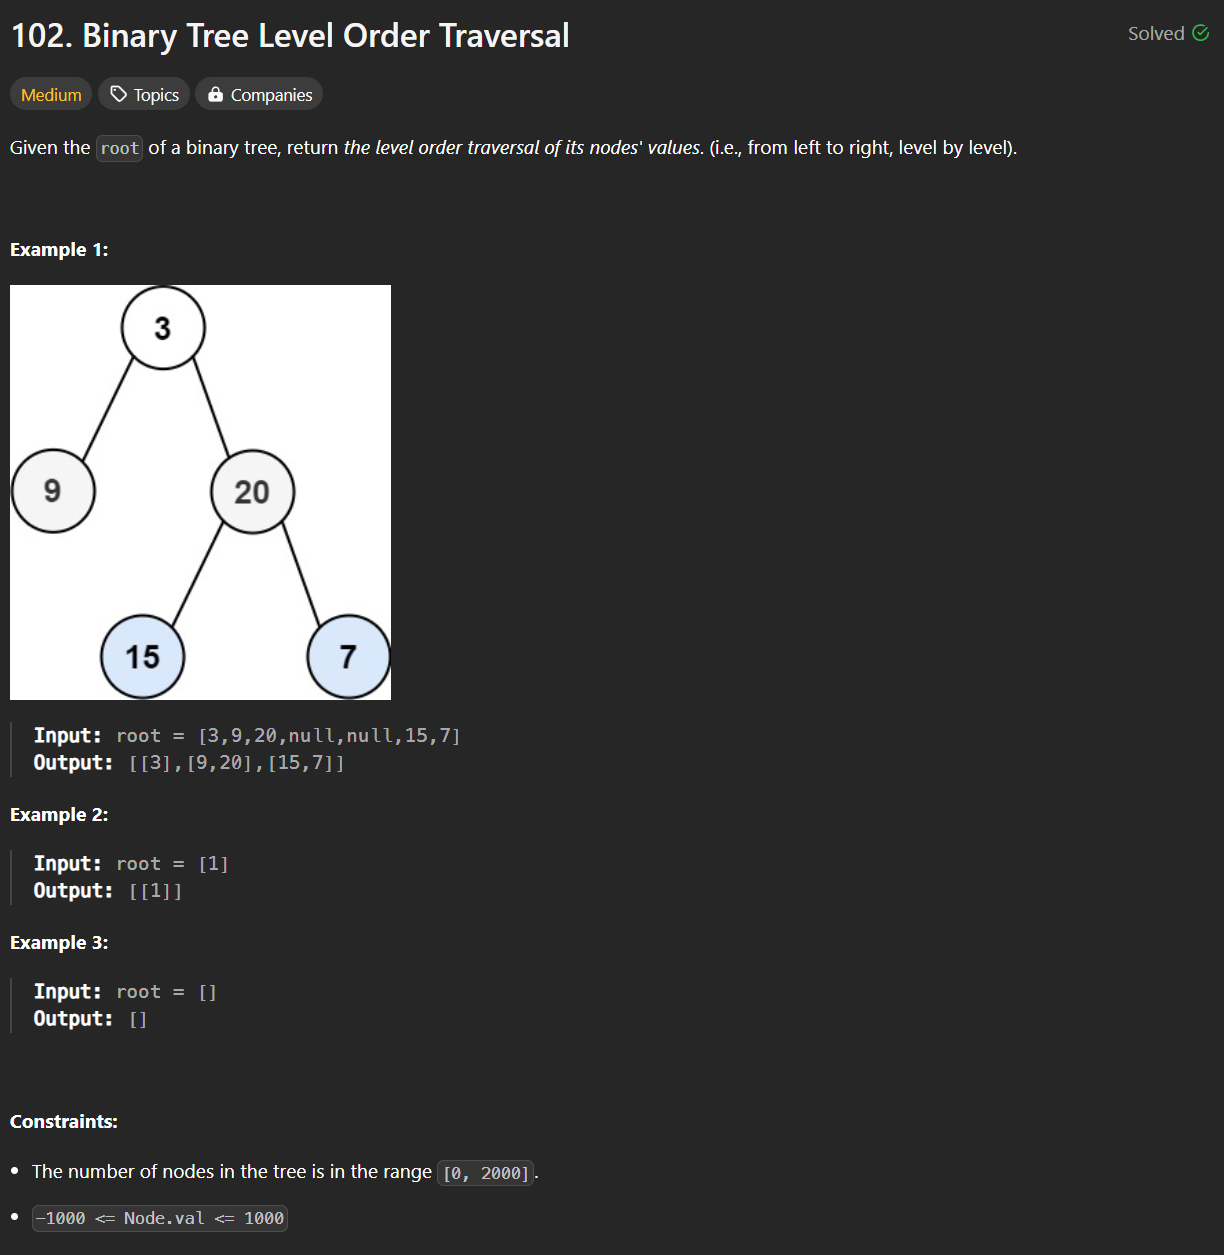 102. Binary Tree Level Order Traversal
Solved
Medium
Topics
Companies
Given the root of a binary tree, return the level order traversal of its nodes' values. (i.e., from left to right, level by level).
Example 1:
3
9
20
15
7
Input: root = [3,9,20,null,null,15,7]
Output: [[3],[9,20],[15,7]]
Example 2:
Input: root = [1]
Output: [[1]]
Example 3:
Input: root = []
Output: []
Constraints:
• The number of nodes in the tree is in the range [0, 2000].
• -1000 <= Node.val <= 1000